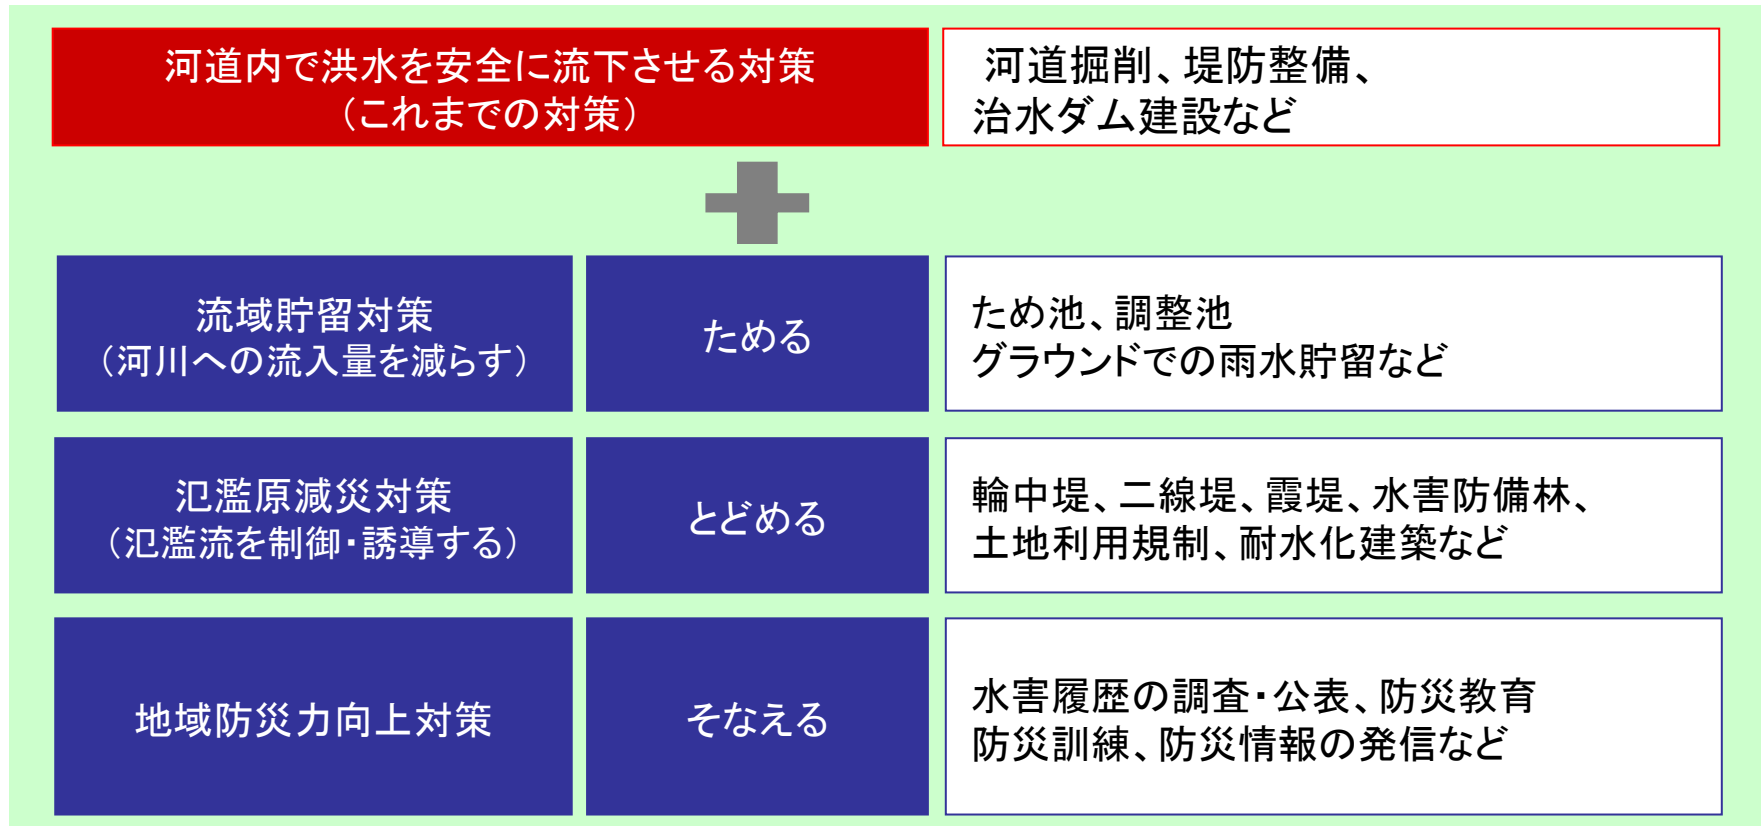 河道内で洪水を安全に流下させる対策
（これまでの対策）
河道掘削、堤防整備、
治水ダム建設など
流域貯留対策
（河川への流入量を減らす）
ためる
ため池、調整池
グラウンドでの雨水貯留など
氾濫原減災対策
（氾濫流を制御・誘導する）
とどめる
輪中堤、二線堤、霞堤、水害防備林、
土地利用規制、耐水化建築など
地域防災力向上対策
そなえる
水害履歴の調査・公表、防災教育
防災訓練、防災情報の発信など